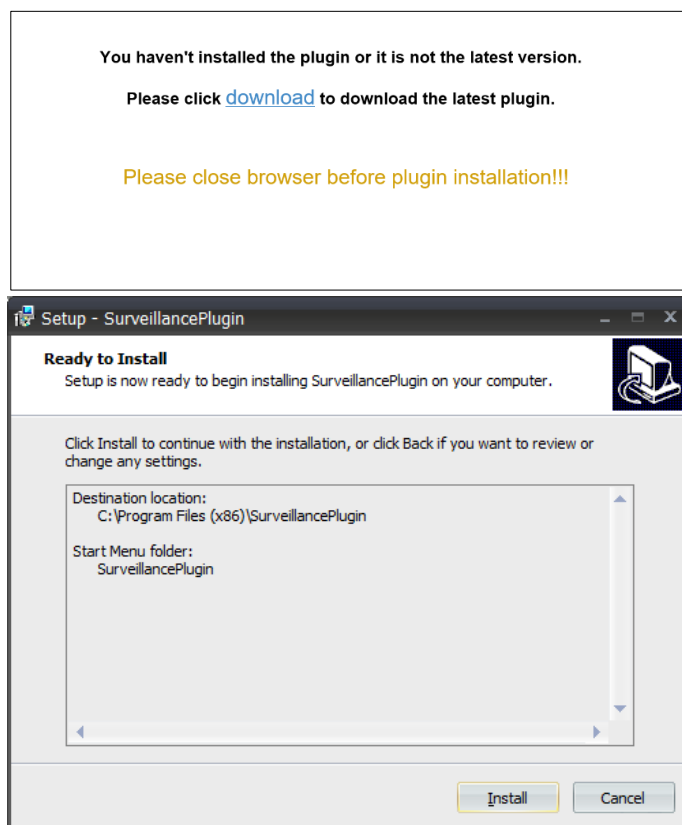 You haven't installed the plugin or it is not the latest version.
Please click download to download the latest plugin.
Please close browser before plugin installation!!!
Setup - SurveillancePlugin
Ready to Install
Setup is now ready to begin installing SurveillancePlugin on your computer.
Click Install to continue with the installation, or click Back if you want to review or
change any settings.
Destination location:
C:\Program Files (x86)\SurveillancePlugin
Start Menu folder:
SurveillancePlugin
Install
Cancel